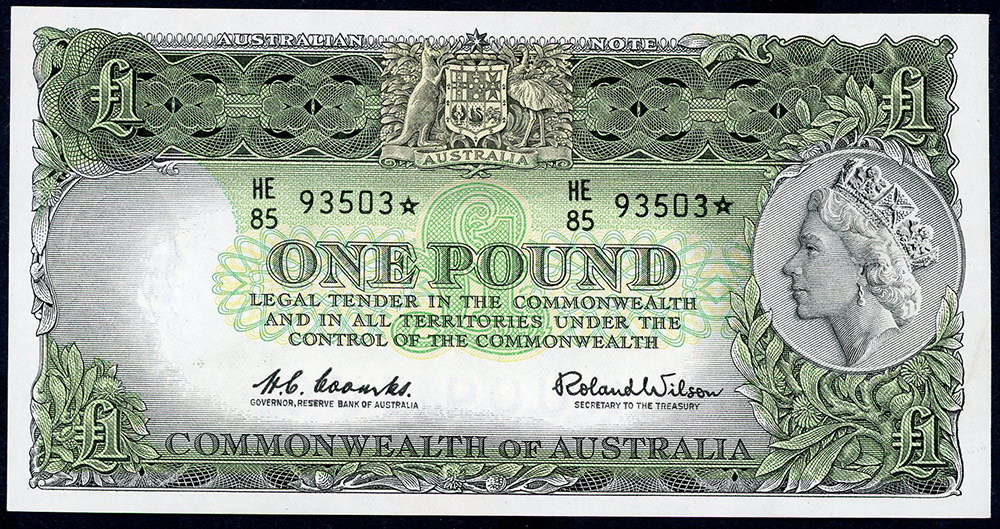 AUSTRALIAN NOTE
£1 £1
AUSTRALIA
HE 85 93503☆ HE 85 93503☆
£
ONE POUND
LEGAL TENDER IN THE COMMONWEALTH
AND IN ALL TERRITORIES UNDER THE
CONTROL OF THE COMMONWEALTH
H.C. Coombs. Roland Wilson
GOVERNOR, RESERVE BANK OF AUSTRALIA SECRETARY TO THE TREASURY
£1 £1
COMMONWEALTH OF AUSTRALIA